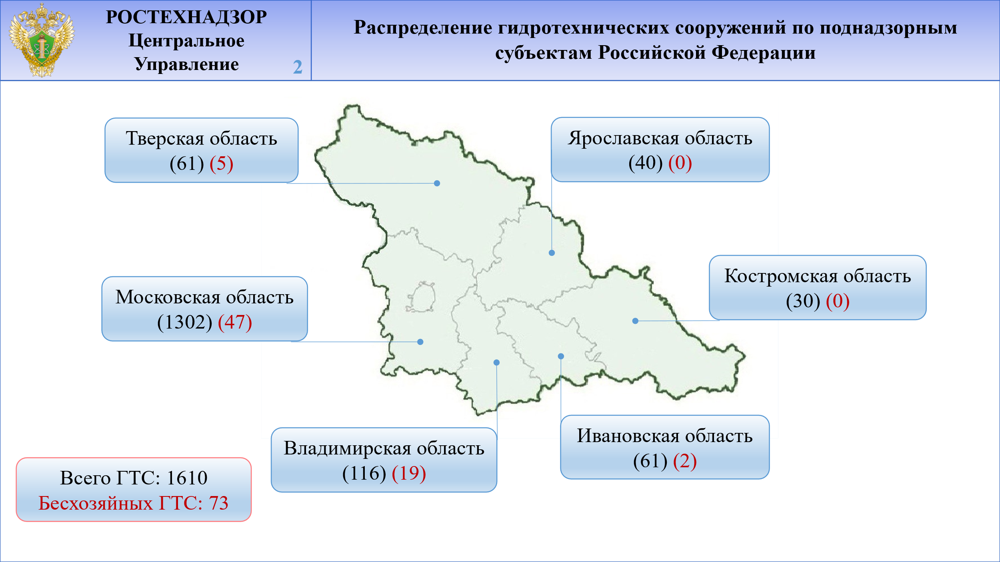 РОСТЕХНАДЗОР
Центральное
Управление
2
Распределение гидротехнических сооружений по поднадзорным
субъектам Российской Федерации
Тверская область
(61) (5)
Ярославская область
(40) (0)
Московская область
(1302) (47)
Костромская область
(30) (0)
Владимирская область
(116) (19)
Ивановская область
(61) (2)
Всего ГТС: 1610
Бесхозяйных ГТС: 73